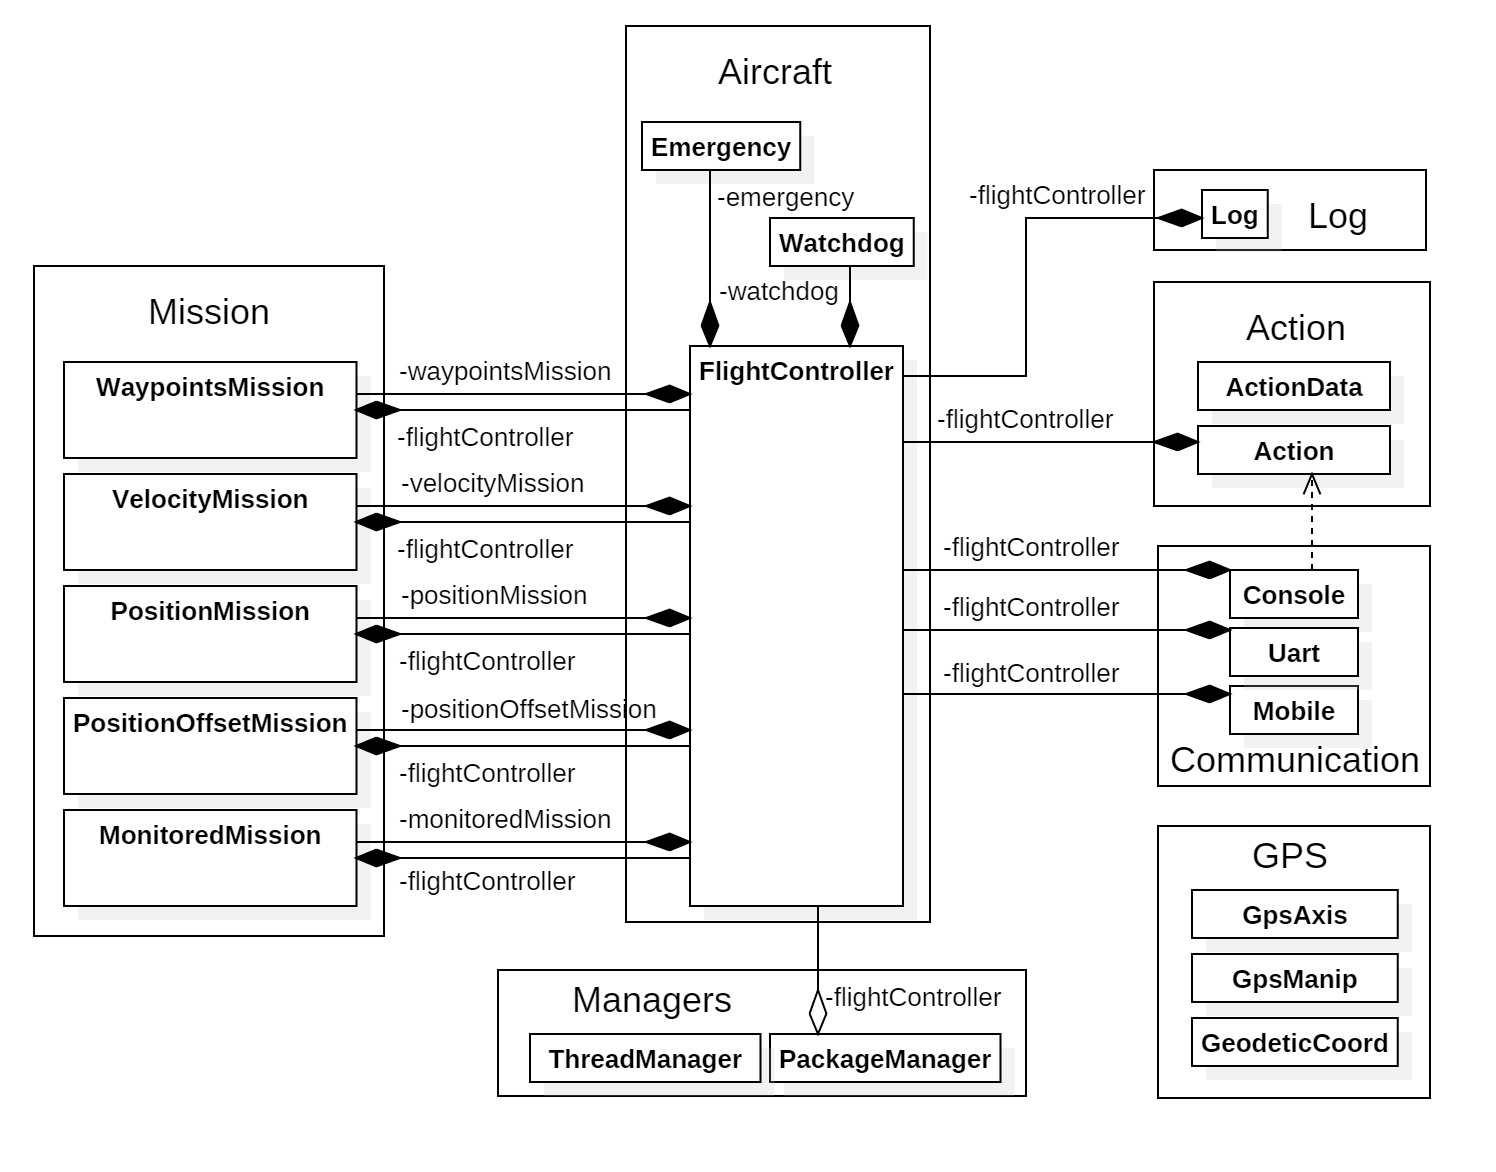 Aircraft
Emergency
-emergency
Watchdog
-watchdog
FlightController
Mission
WaypointsMission
-waypointsMission
-flightController
VelocityMission
-velocityMission
-flightController
PositionMission
-positionMission
-flightController
PositionOffsetMission
-positionOffsetMission
-flightController
MonitoredMission
-monitoredMission
-flightController
-flightController
Log
Log
Action
ActionData
-flightController
Action
-flightController
Console
-flightController
Uart
-flightController
Mobile
Communication
GPS
GpsAxis
GpsManip
GeodeticCoord
Managers
-flightController
ThreadManager
PackageManager